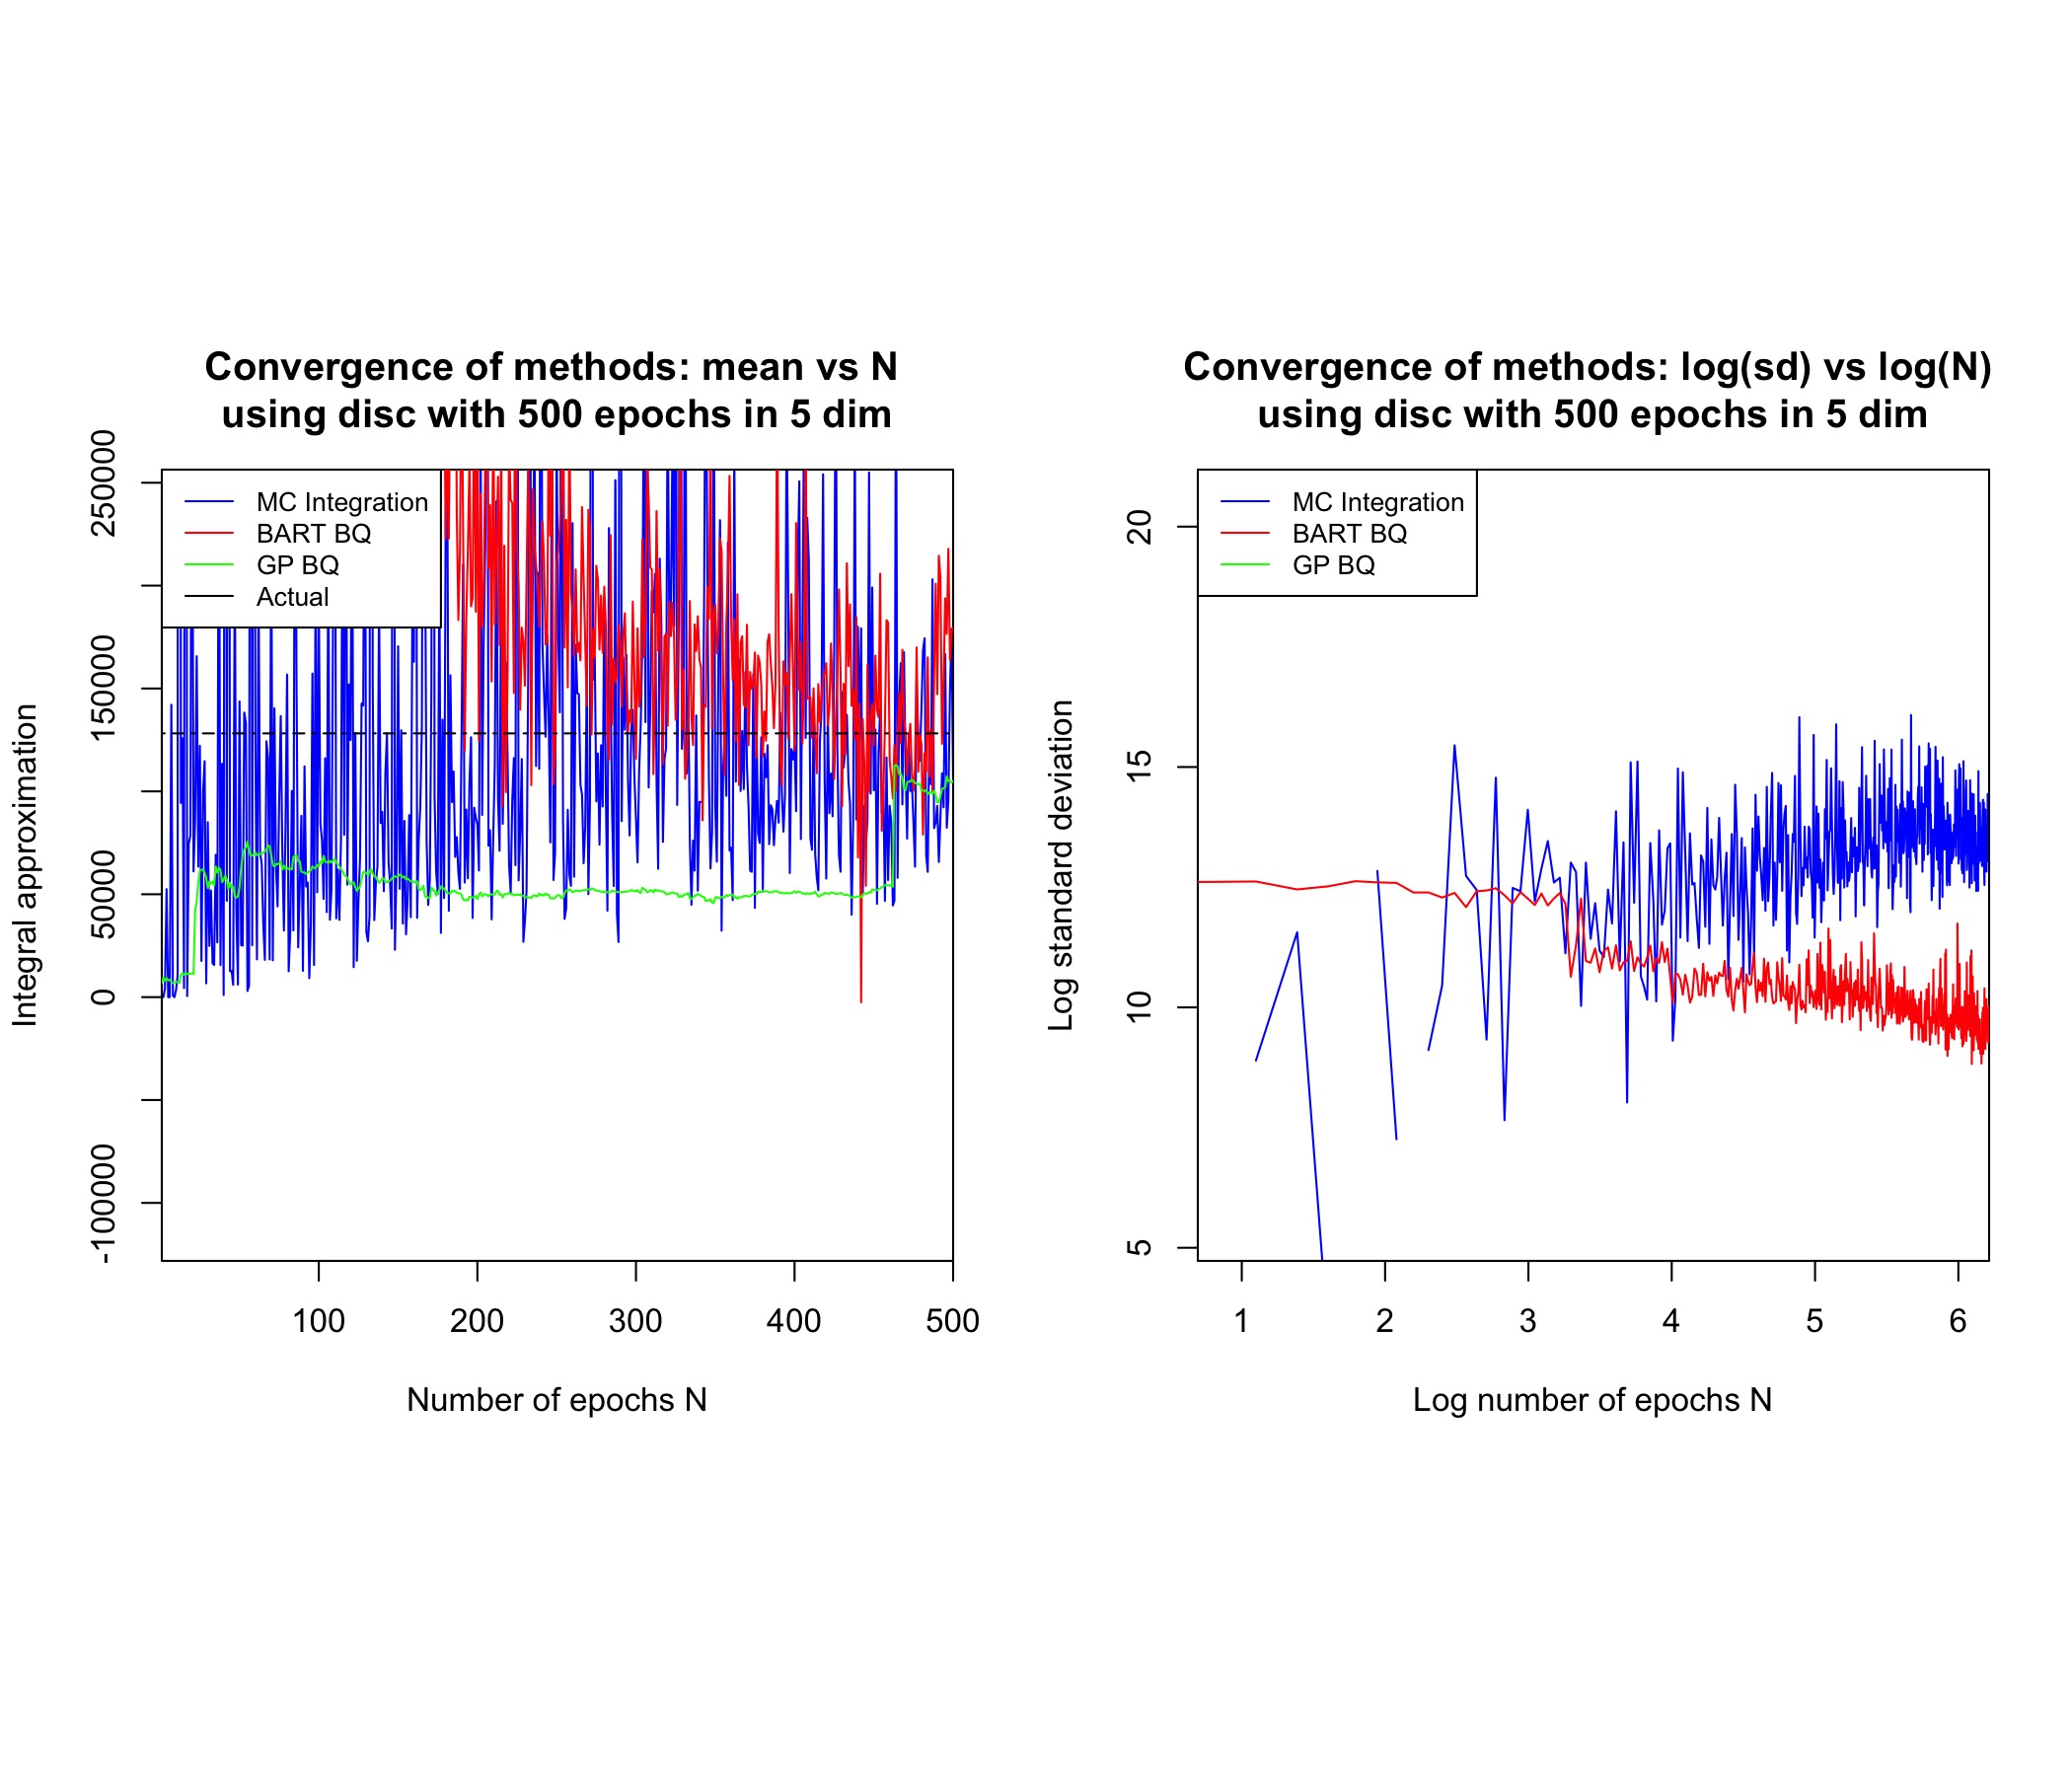 Convergence of methods: mean vs N
using disc with 500 epochs in 5 dim
MC Integration
BART BQ
GP BQ
Actual
250000
150000
50000
0
-100000
Integral approximation
100 200 300 400 500
Number of epochs N
Convergence of methods: log(sd) vs log(N)
using disc with 500 epochs in 5 dim
MC Integration
BART BQ
GP BQ
20
15
10
5
Log standard deviation
1 2 3 4 5 6
Log number of epochs N